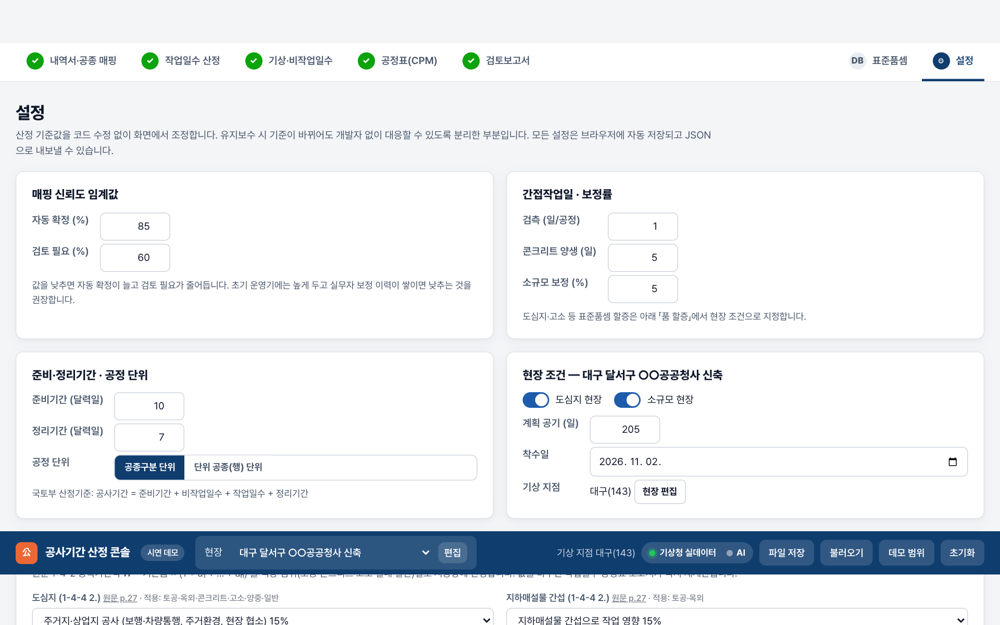 내역서·공종 매핑
작업일수 산정
기상·비작업일수
공정표(CPM)
검토보고서
DB 표준품셈
설정
설정
산정 기준값을 코드 수정 없이 화면에서 조정합니다. 유지보수 시 기준이 바뀌어도 개발자 없이 대응할 수 있도록 분리한 부분입니다. 모든 설정은 브라우저에 자동 저장되고 JSON
으로 내보낼 수 있습니다.
매핑 신뢰도 임계값
자동 확정 (%) 85
검토 필요 (%) 60
값을 낮추면 자동 확정이 늘고 검토 필요가 줄어듭니다. 초기 운영기에는 높게 두고 실무자 보정 이력이 쌓이면 낮추는 것을
권장합니다.
간접작업일 · 보정률
검측 (일/공정) 1
콘크리트 양생 (일) 5
소규모 보정 (%) 5
도심지·고소 등 표준품셈 할증은 아래 「품 할증」에서 현장 조건으로 지정합니다.
준비·정리기간 · 공정 단위
준비기간 (달력일) 10
정리기간 (달력일) 7
공정 단위 공종구분 단위 단위 공종(행) 단위
국토부 산정기준: 공사기간 = 준비기간 + 비작업일수 + 작업일수 + 정리기간
현장 조건 — 대구 달서구 〇〇공공청사 신축
도심지 현장 소규모 현장
계획 공기 (일) 205
착수일 2026. 11. 02.
기상 지점 대구(143) 현장 편집
公 공사기간 산정 콘솔 시연 데모 현장 대구 달서구 〇〇공공청사 신축 편집 기상 지점 대구(143) 기상청 실데이터 AI 파일 저장 불러오기 데모 범위 초기화
도심지 (1-4-4 2.) 원문 p.27 · 적용: 토공·옥외·콘크리트·고소·양중·일반
주거지·상업지 공사 (보행·차량통행, 주거환경, 현장 협소) 15%
지하매설물 간섭 (1-4-4 2.) 원문 p.27 · 적용: 토공·옥외
지하매설물 간섭으로 작업 영향 15%